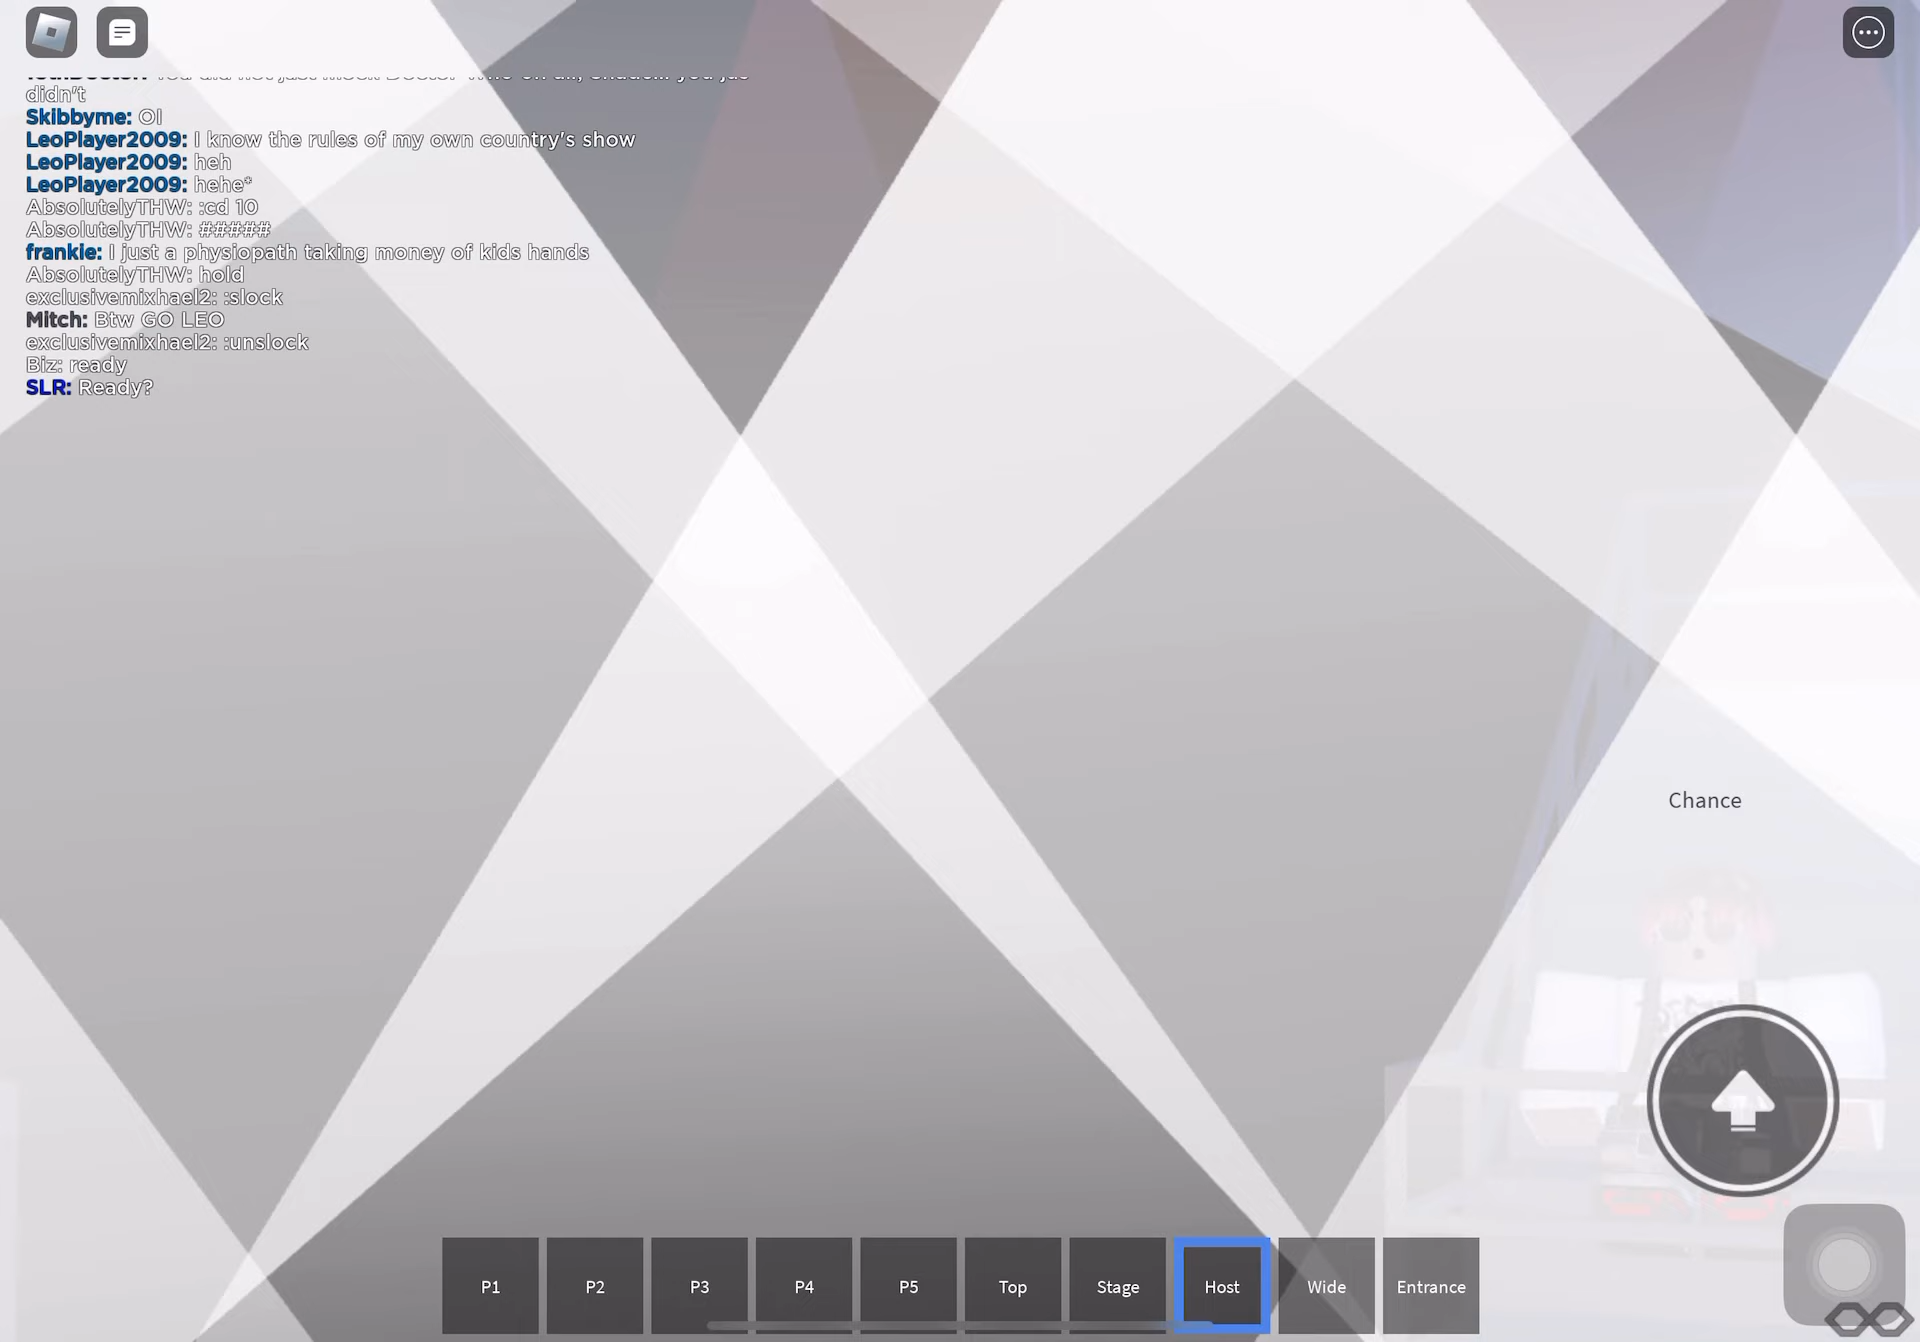 didn't
Skibbyme: OI
LeoPlayer2009: I know the rules of my own country's show
LeoPlayer2009: heh
LeoPlayer2009: hehe*
AbsolutelyTHW: :cd 10
AbsolutelyTHW: #####
frankie: I just a physiopath taking money of kids hands
AbsolutelyTHW: hold
exclusivemixhael2: :slock
Mitch: Btw GO LEO
exclusivemixhael2: :unslock
Biz: ready
SLR: Ready?
Chance
P1 P2 P3 P4 P5 Top Stage Host Wide Entrance